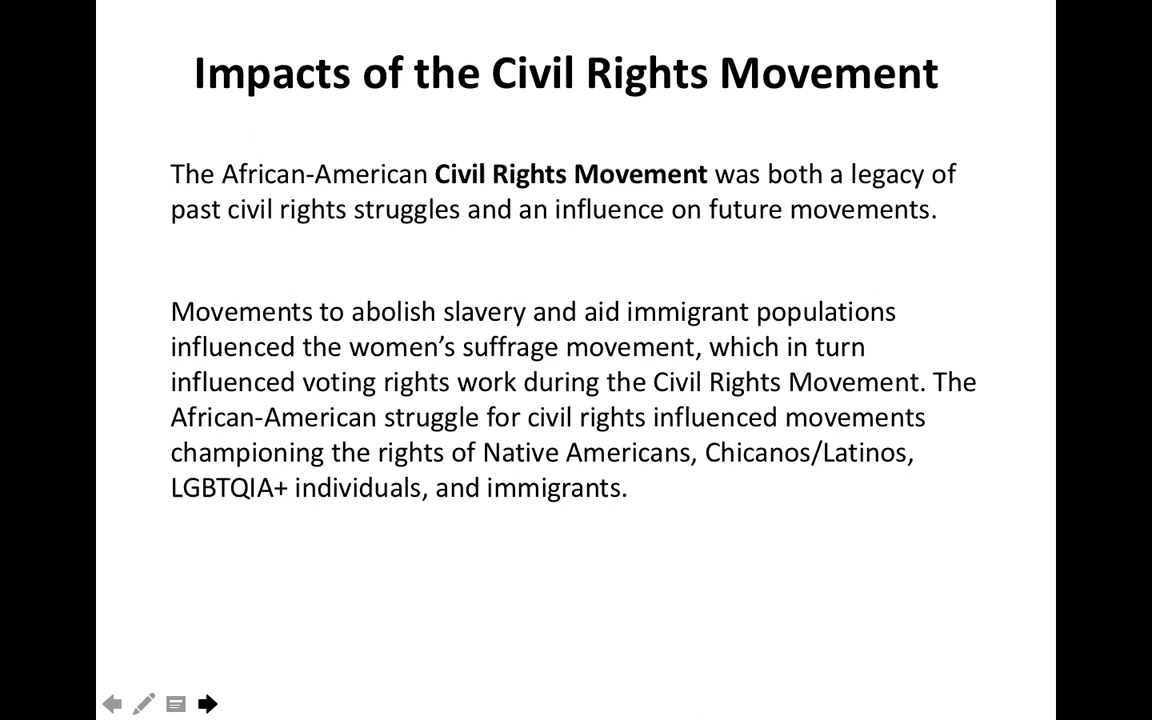 Impacts of the Civil Rights Movement
The African-American Civil Rights Movement was both a legacy of
past civil rights struggles and an influence on future movements.
Movements to abolish slavery and aid immigrant populations
influenced the women’s suffrage movement, which in turn
influenced voting rights work during the Civil Rights Movement. The
African-American struggle for civil rights influenced movements
championing the rights of Native Americans, Chicanos/Latinos,
LGBTQIA+ individuals, and immigrants.